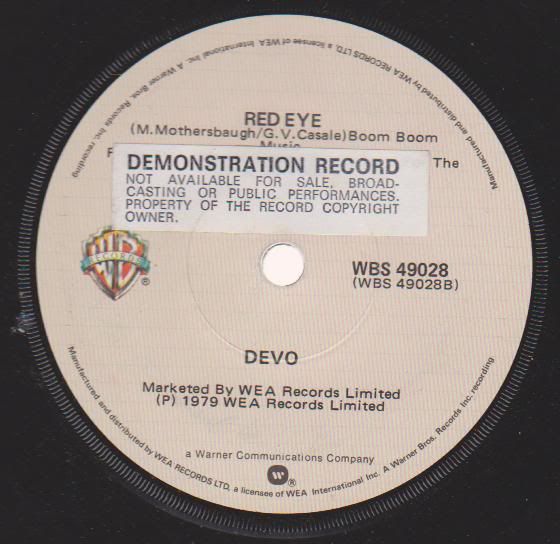 Manufactured and distributed by WEA RECORDS LTD, a licensee of WEA International Inc. A Warner Bros. Records Inc. recording
RED EYE
(M.Mothersbaugh/G.V.Casale)Boom Boom
Music
The
DEMONSTRATION RECORD
NOT AVAILABLE FOR SALE, BROAD-
CASTING OR PUBLIC PERFORMANCES.
PROPERTY OF THE RECORD COPYRIGHT
OWNER.
WB
RECORDS
®
WBS 49028
(WBS 49028B)
DEVO
Marketed By WEA Records Limited
(P) 1979 WEA Records Limited
a Warner Communications Company
®
Manufactured and distributed by WEA RECORDS LTD, a licensee of WEA International Inc. A Warner Bros. Records Inc. recording